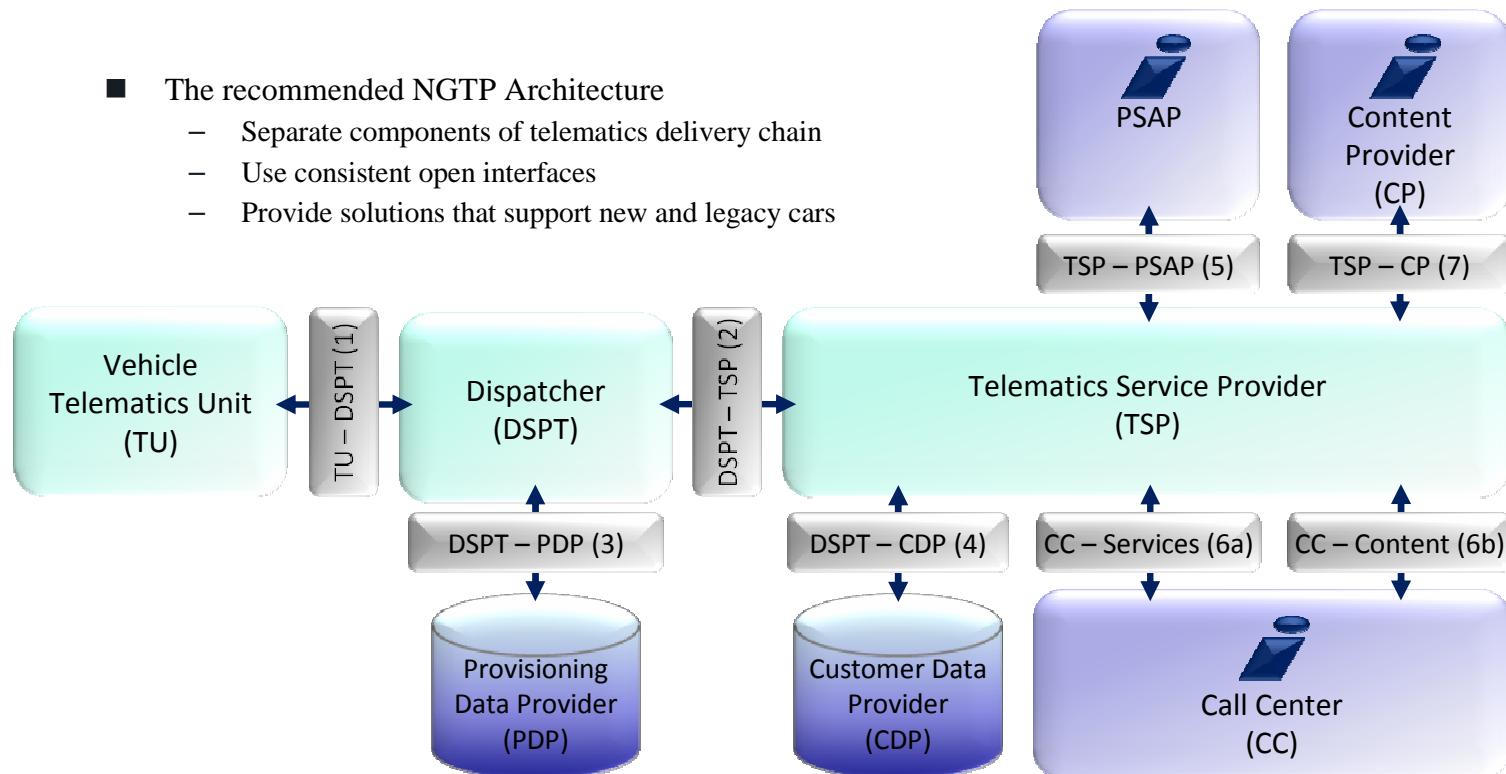 ■ The recommended NGTP Architecture
– Separate components of telematics delivery chain
– Use consistent open interfaces
– Provide solutions that support new and legacy cars
PSAP
Content
Provider
(CP)
TSP – PSAP (5)
TSP – CP (7)
Vehicle
Telematics Unit
(TU)
TU – DSPT (1)
Dispatcher
(DSPT)
DSPT – TSP (2)
Telematics Service Provider
(TSP)
DSPT – PDP (3)
DSPT – CDP (4)
CC – Services (6a)
CC – Content (6b)
Provisioning
Data Provider
(PDP)
Customer Data
Provider
(CDP)
Call Center
(CC)